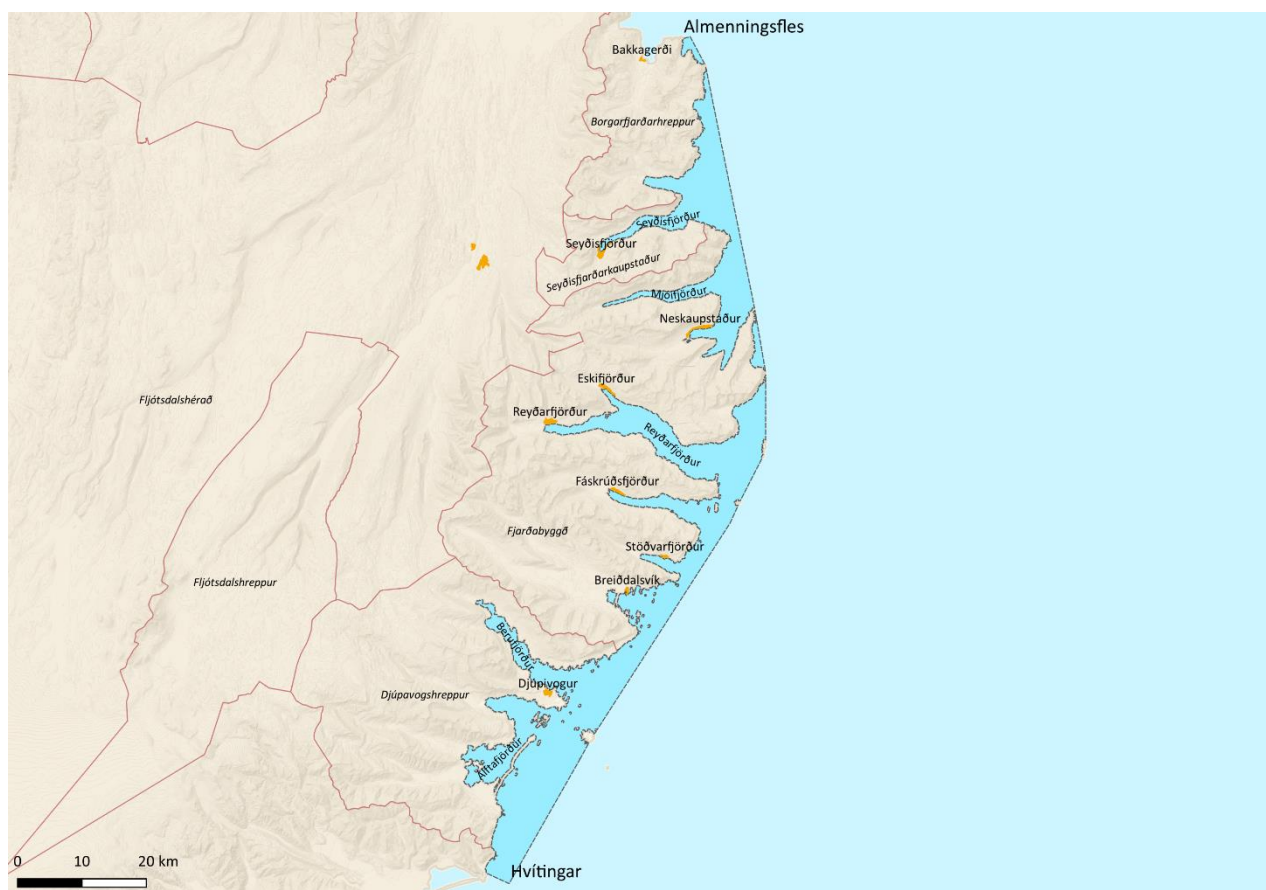 Almenningsfles
Bakkagerði
Borgarfjarðarhreppur
Seyðisfjörður
Seyðisfjörður
Seyðisfjarðarkaupstaður
Mjóifjörður
Neskaupstaður
Eskifjörður
Fljótsdalshérað
Reyðarfjörður
Reyðarfjörður
Fáskrúðsfjörður
Fjarðabyggð
Stöðvarfjörður
Fljótsdalshreppur
Breiðdalsvík
Berufjörður
Djúpivogur
Djúpavogshreppur
Álftafjörður
0 10 20 km
Hvítingar